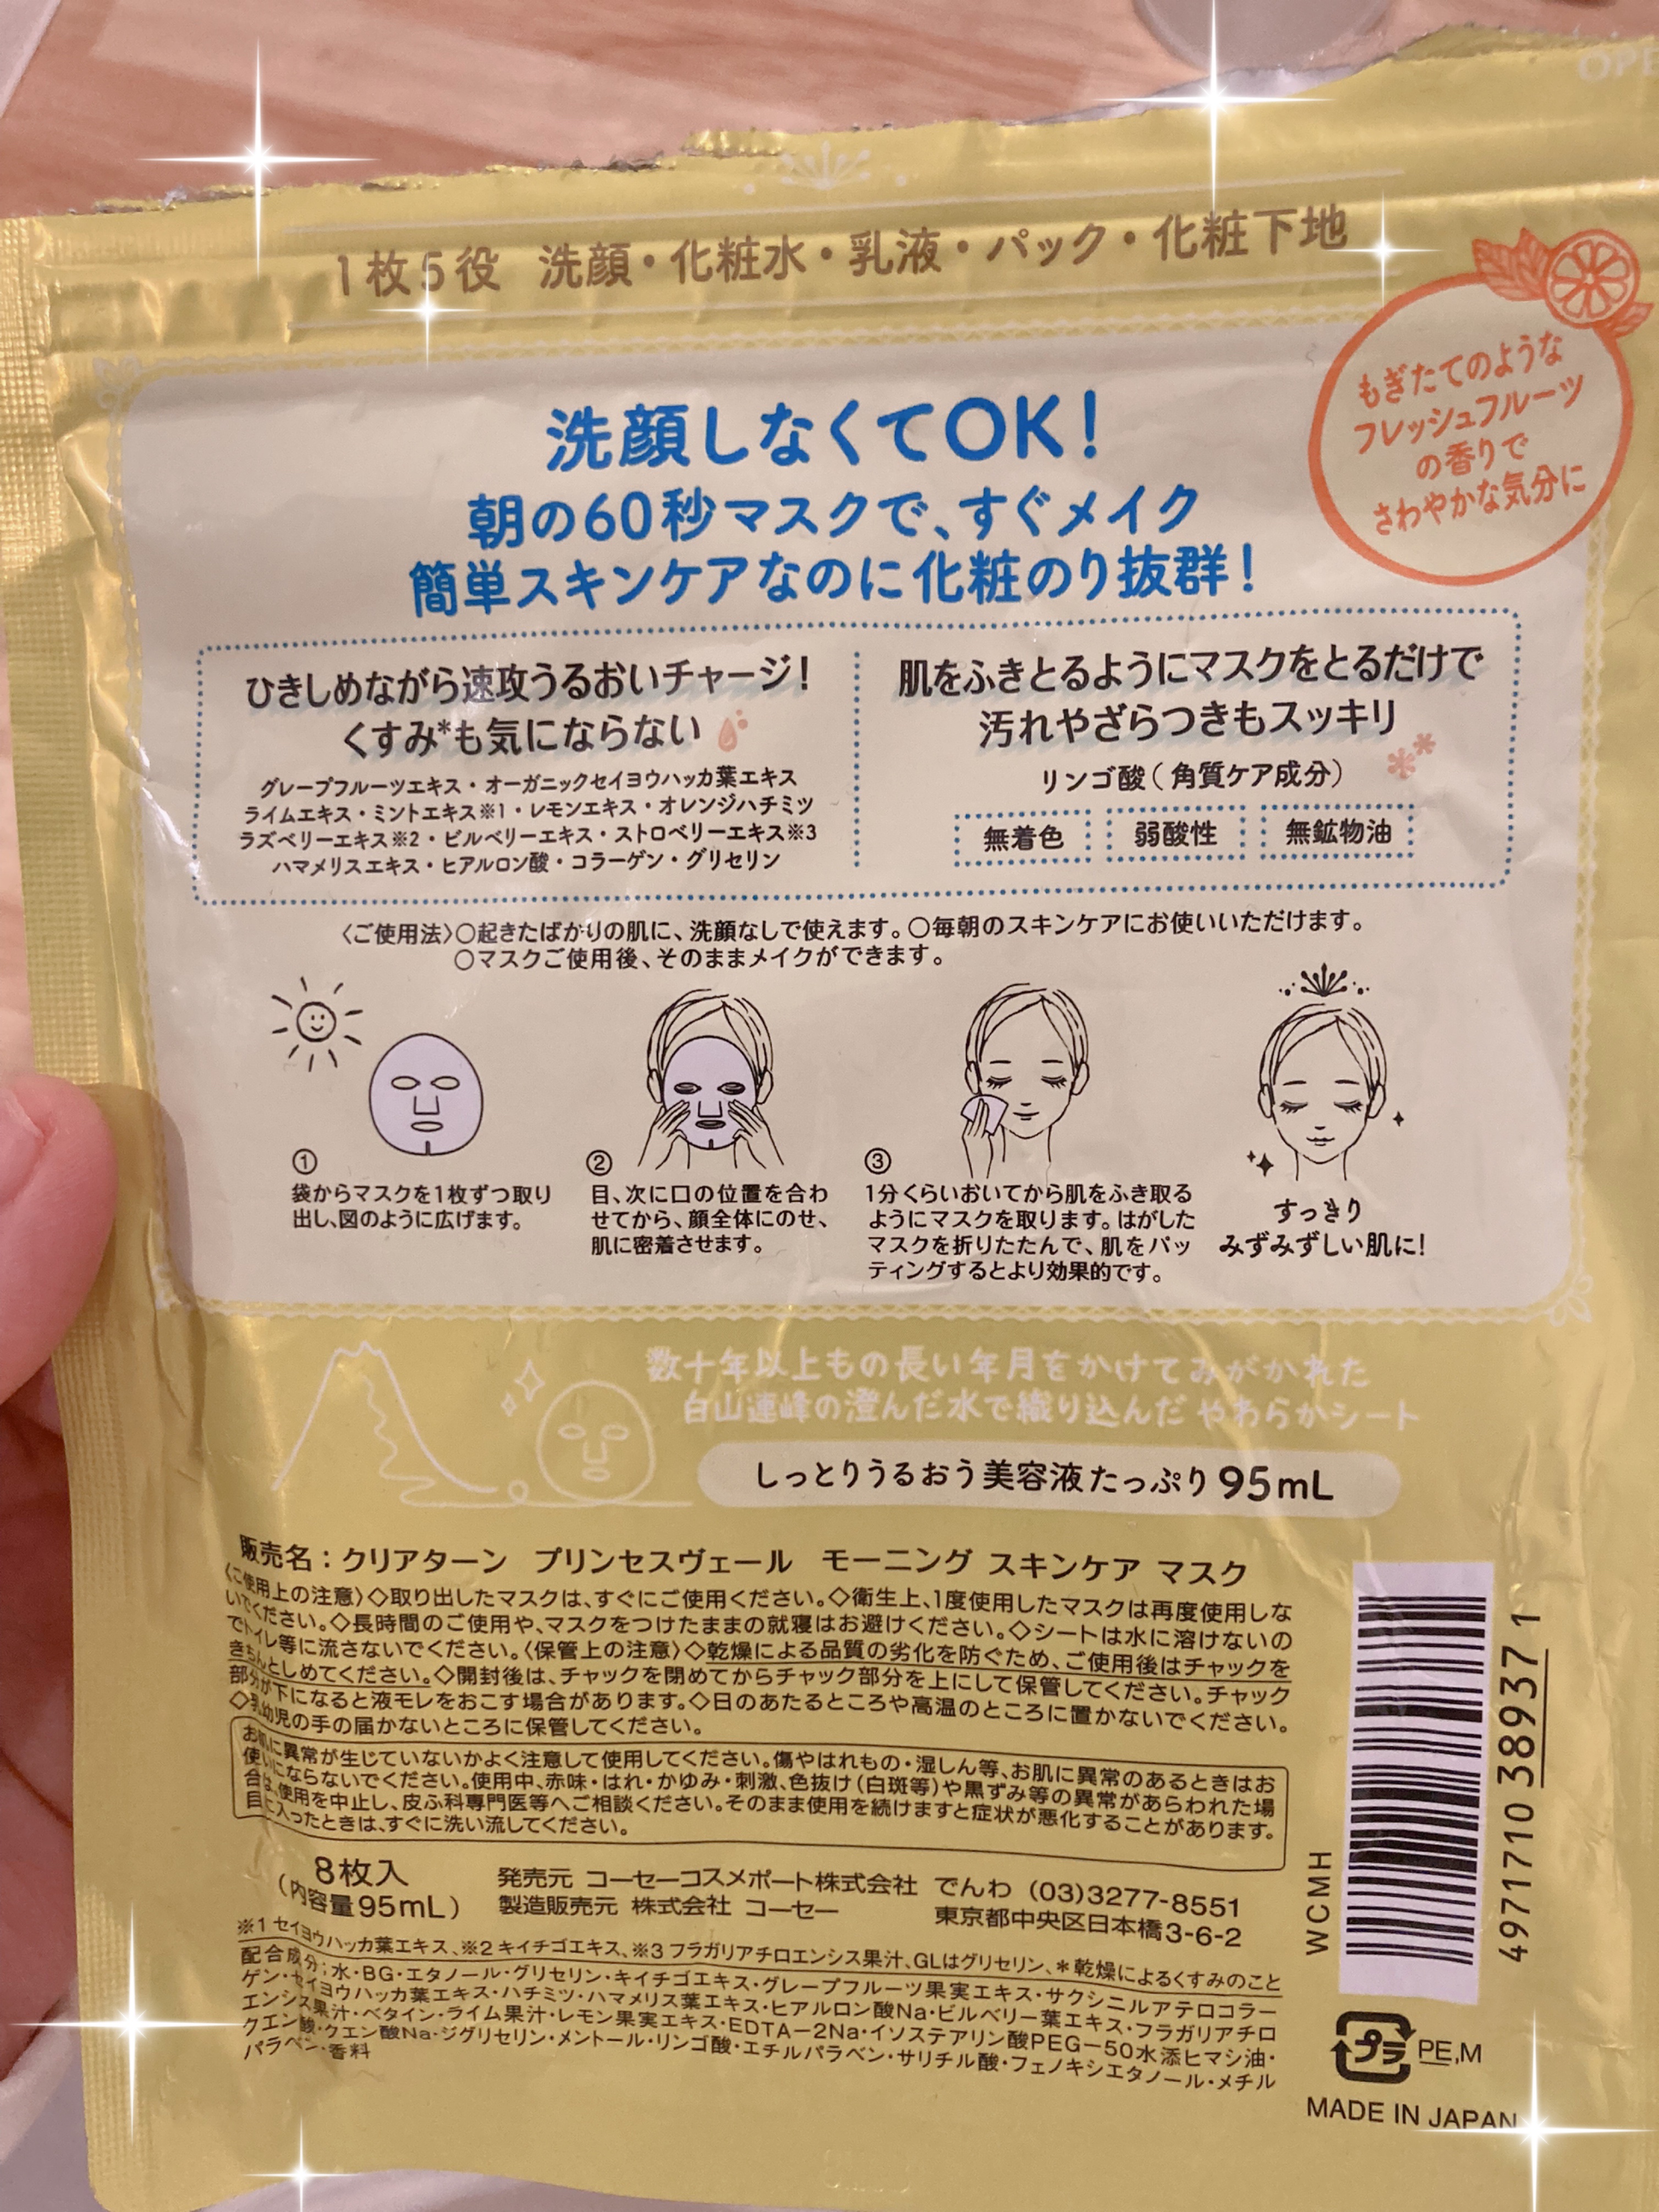 OPE
1枚5役 洗顔・化粧水・乳液・パック・化粧下地
もぎたてのような
フレッシュフルーツ
の香りで
さわやかな気分に
洗顔しなくてOK!
朝の60秒マスクで、すぐメイク
簡単スキンケアなのに化粧のり抜群!
ひきしめながら速攻うるおいチャージ!
くすみ*も気にならない
グレープフルーツエキス・オーガニックセイヨウハッカ葉エキス
ライムエキス・ミントエキス※1・レモンエキス・オレンジハチミツ
ラズベリーエキス※2・ビルベリーエキス・ストロベリーエキス※3
ハマメリスエキス・ヒアルロン酸・コラーゲン・グリセリン
肌をふきとるようにマスクをとるだけで
汚れやざらつきもスッキリ
リンゴ酸(角質ケア成分)
無着色 弱酸性 無鉱物油
〈ご使用法〉○起きたばかりの肌に、洗顔なしで使えます。○毎朝のスキンケアにお使いいただけます。
○マスクご使用後、そのままメイクができます。
①
袋からマスクを1枚ずつ取り
出し、図のように広げます。
②
目、次に口の位置を合わ
せてから、顔全体にのせ、
肌に密着させます。
③
1分くらいおいてから肌をふき取る
ようにマスクを取ります。はがした
マスクを折りたたんで、肌をパッ
ティングするとより効果的です。
すっきり
みずみずしい肌に!
数十年以上もの長い年月をかけてみがかれた
白山連峰の澄んだ水で織り込んだやわらかシート
しっとりうるおう美容液たっぷり95mL
販売名:クリアターン プリンセスヴェール モーニング スキンケア マスク
〈ご使用上の注意〉◇取り出したマスクは、すぐにご使用ください。◇衛生上、1度使用したマスクは再度使用しな
いでください。◇長時間のご使用や、マスクをつけたままの就寝はお避けください。◇シートは水に溶けないの
でトイレ等に流さないでください。〈保管上の注意〉◇乾燥による品質の劣化を防ぐため、ご使用後はチャックを
きちんとしめてください。◇開封後は、チャックを閉めてからチャック部分を上にして保管してください。チャック
部分が下になると液モレをおこす場合があります。◇日のあたるところや高温のところに置かないでください。
◇乳幼児の手の届かないところに保管してください。
お肌に異常が生じていないかよく注意して使用してください。傷やはれもの・湿しん等、お肌に異常のあるときはお
使いにならないでください。使用中、赤味・はれ・かゆみ・刺激、色抜け(白斑等)や黒ずみ等の異常があらわれた場
合は、使用を中止し、皮ふ科専門医等へご相談ください。そのまま使用を続けますと症状が悪化することがあります。
目に入ったときは、すぐに洗い流してください。
8枚入
(内容量95mL)
発売元 コーセーコスメポート株式会社 でんわ (03)3277-8551
製造販売元 株式会社 コーセー 東京都中央区日本橋3-6-2
※1 セイヨウハッカ葉エキス、※2 キイチゴエキス、※3 フラガリアチロエンシス果汁、GLはグリセリン、*乾燥によるくすみのこと
配合成分:水・BG・エタノール・グリセリン・キイチゴエキス・グレープフルーツ果実エキス・サクシニルアテロコラー
ゲン・セイヨウハッカ葉エキス・ハチミツ・ハマメリス葉エキス・ヒアルロン酸Na・ビルベリー葉エキス・フラガリアチロ
エンシス果汁・ベタイン・ライム果汁・レモン果実エキス・EDTA-2Na・イソステアリン酸PEG-50水添ヒマシ油・
クエン酸・クエン酸Na・ジグリセリン・メントール・リンゴ酸・エチルパラベン・サリチル酸・フェノキシエタノール・メチル
パラベン・香料
WCMH
4971710 389371
プラ PE,M
MADE IN JAPAN